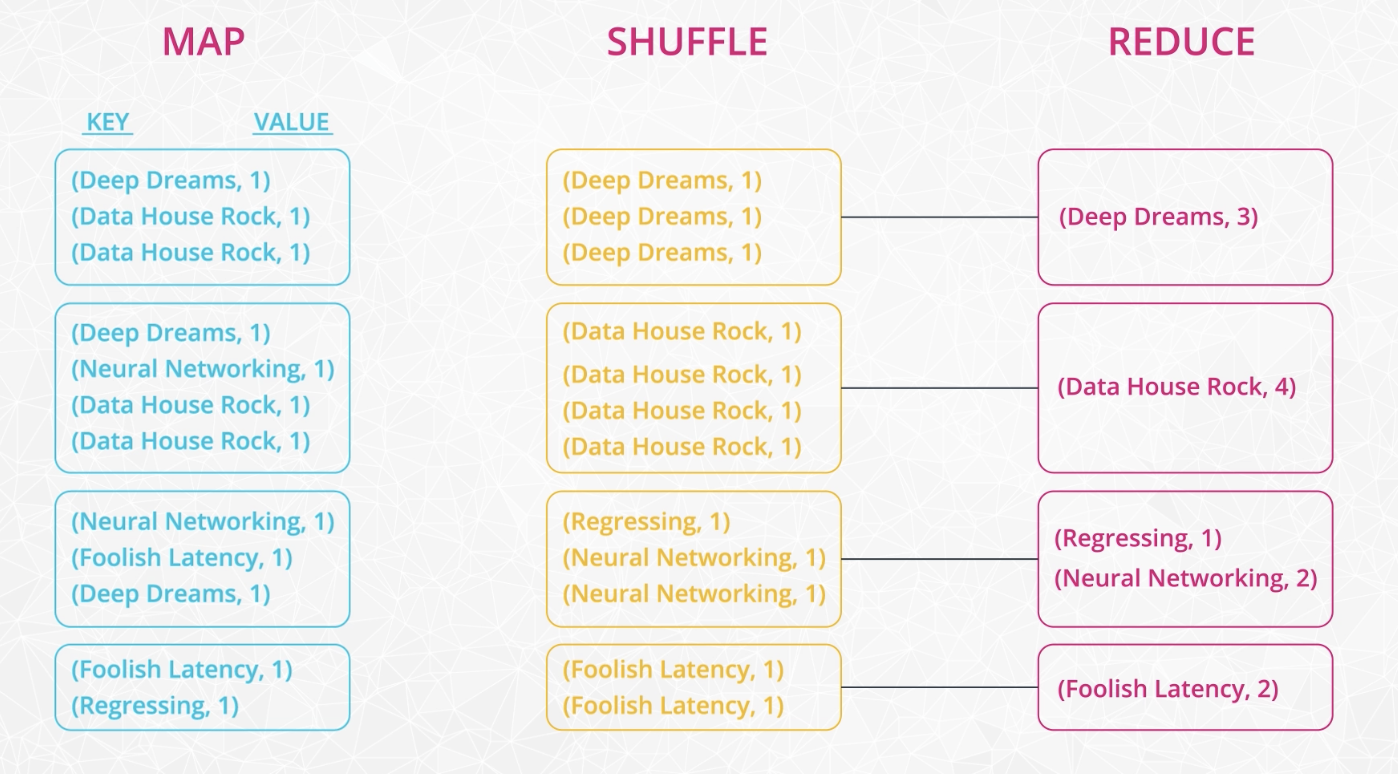 MAP
SHUFFLE
REDUCE
KEY
VALUE
(Deep Dreams, 1)
(Data House Rock, 1)
(Data House Rock, 1)
(Deep Dreams, 1)
(Neural Networking, 1)
(Data House Rock, 1)
(Data House Rock, 1)
(Neural Networking, 1)
(Foolish Latency, 1)
(Deep Dreams, 1)
(Foolish Latency, 1)
(Regressing, 1)
(Deep Dreams, 1)
(Deep Dreams, 1)
(Deep Dreams, 1)
(Data House Rock, 1)
(Data House Rock, 1)
(Data House Rock, 1)
(Data House Rock, 1)
(Regressing, 1)
(Neural Networking, 1)
(Neural Networking, 1)
(Foolish Latency, 1)
(Foolish Latency, 1)
(Deep Dreams, 3)
(Data House Rock, 4)
(Regressing, 1)
(Neural Networking, 2)
(Foolish Latency, 2)